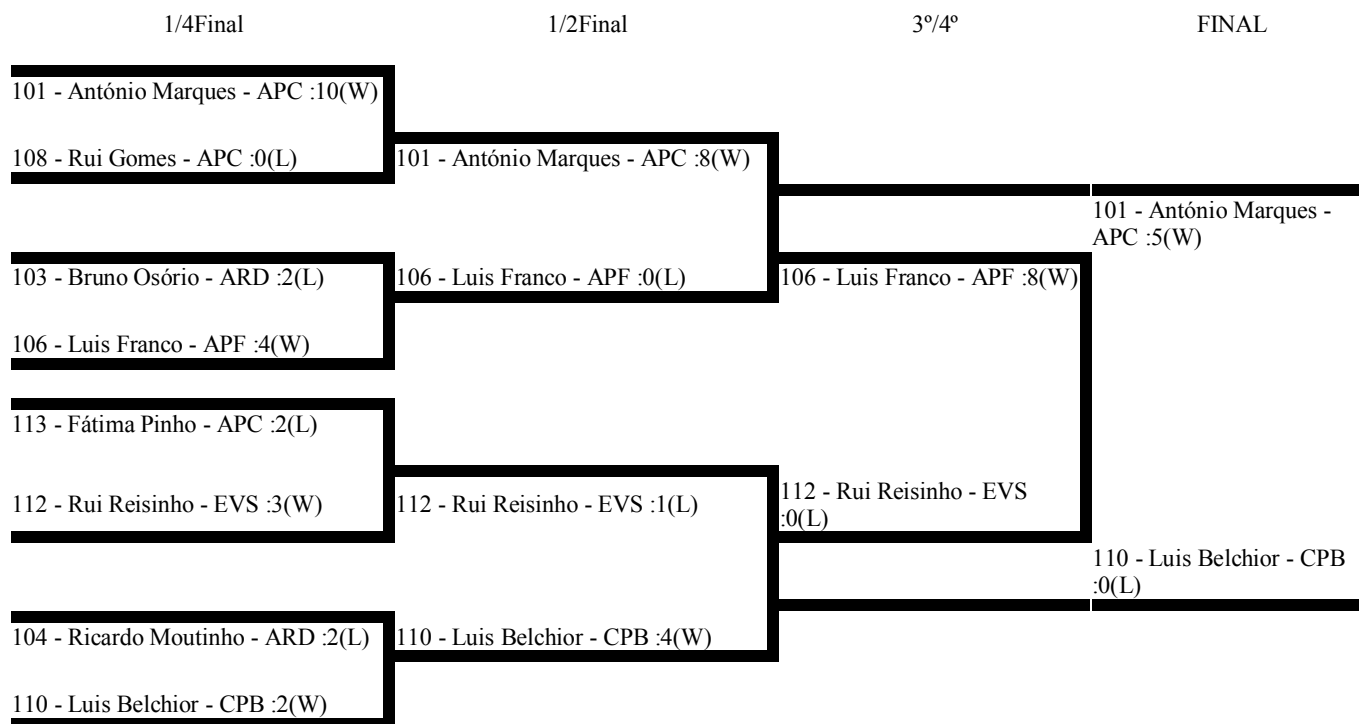 1/4Final
1/2Final
3º/4º
FINAL
101 - António Marques - APC :10(W)
108 - Rui Gomes - APC :0(L)
103 - Bruno Osório - ARD :2(L)
106 - Luis Franco - APF :4(W)
113 - Fátima Pinho - APC :2(L)
112 - Rui Reisinho - EVS :3(W)
104 - Ricardo Moutinho - ARD :2(L)
110 - Luis Belchior - CPB :2(W)
101 - António Marques - APC :8(W)
106 - Luis Franco - APF :0(L)
112 - Rui Reisinho - EVS :1(L)
110 - Luis Belchior - CPB :4(W)
106 - Luis Franco - APF :8(W)
112 - Rui Reisinho - EVS
:0(L)
101 - António Marques -
APC :5(W)
110 - Luis Belchior - CPB
:0(L)